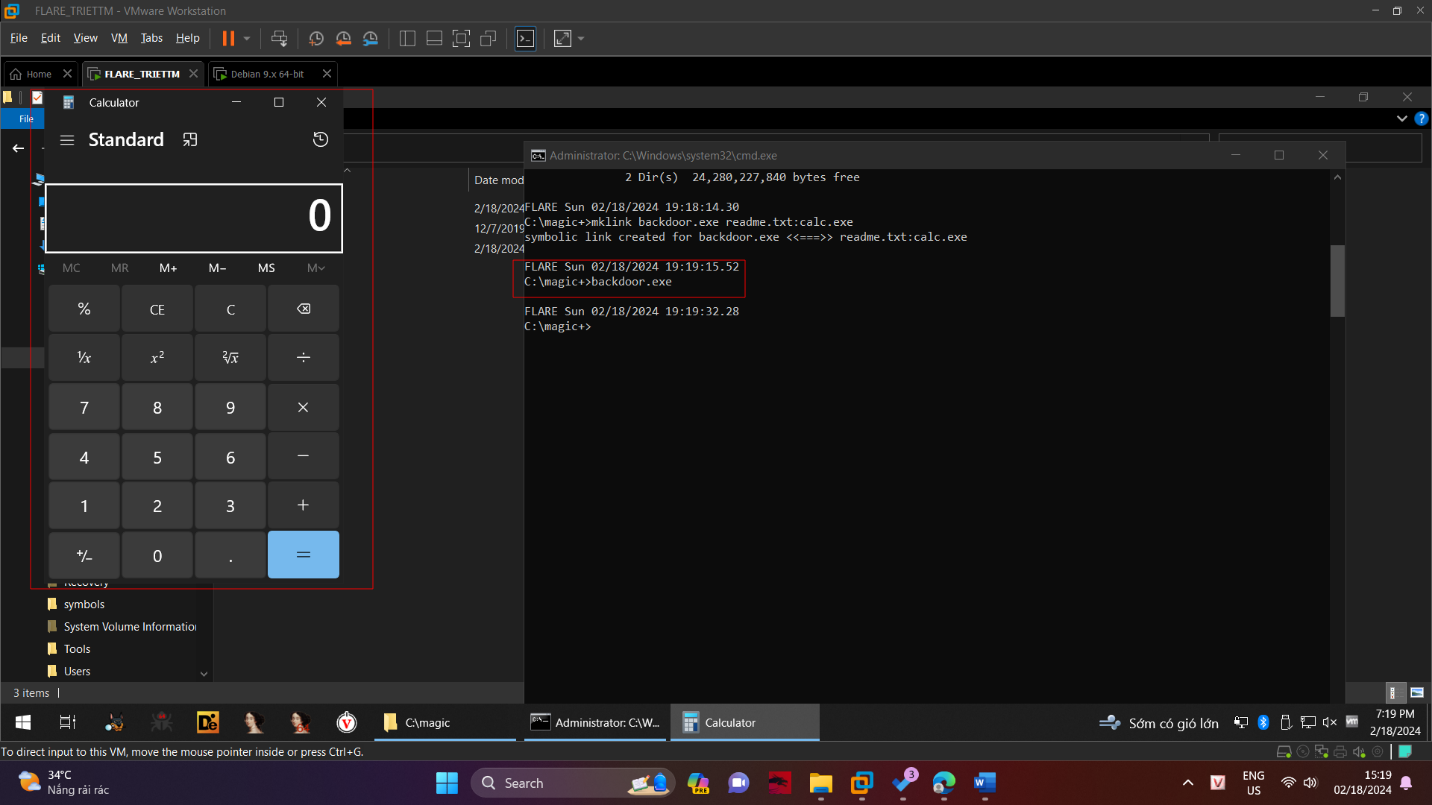 FLARE_TRIETTM - VMware Workstation
File Edit View VM Tabs Help
Home FLARE_TRIETTM Debian 9.x 64-bit
Calculator
File
Standard
Administrator: C:\Windows\system32\cmd.exe
2 Dir(s) 24,280,227,840 bytes free
Date mod
0
2/18/2024
12/7/2019
2/18/2024
FLARE Sun 02/18/2024 19:18:14.30
C:\magic+>mklink backdoor.exe readme.txt:calc.exe
symbolic link created for backdoor.exe <<===>> readme.txt:calc.exe
FLARE Sun 02/18/2024 19:19:15.52
C:\magic+>backdoor.exe
FLARE Sun 02/18/2024 19:19:32.28
C:\magic+>
MC MR M+ M− MS M˅
% CE C
¹/x x² ²√x ÷
7 8 9 ×
4 5 6 −
1 2 3 +
+/− 0 . =
Recovery
symbols
System Volume Information
Tools
Users
3 items
De V C:\magic Administrator: C:\W... Calculator Sớm có gió lớn vm 7:19 PM
2/18/2024
To direct input to this VM, move the mouse pointer inside or press Ctrl+G.
34°C
Nắng rải rác
Search PRE 3 W V ENG
US
15:19
02/18/2024